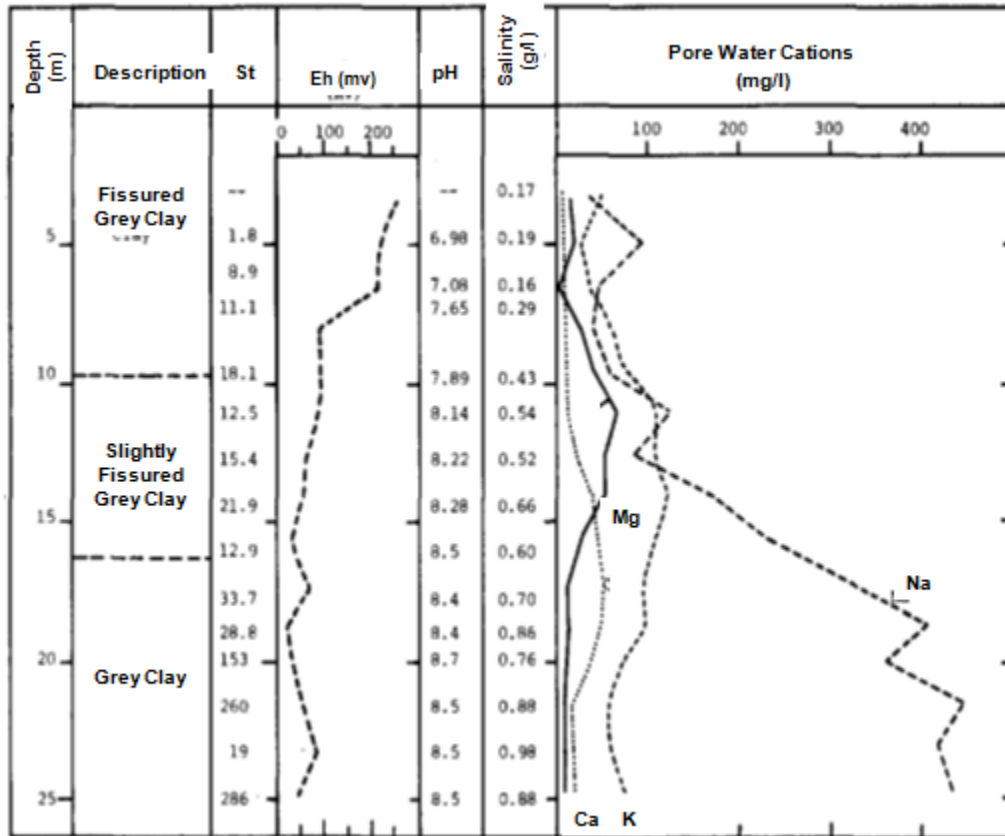 Depth (m) Description St Eh (mv) pH Salinity (g/l) Pore Water Cations (mg/l)
0 100 200 100 200 300 400
Fissured Grey Clay
-- -- 0.17
5 1.8 6.98 0.19
8.9 7.08 0.16
11.1 7.65 0.29
10 18.1 7.89 0.43
12.5 8.14 0.54
Slightly Fissured Grey Clay
15.4 8.22 0.52
21.9 8.28 0.66
Mg
15
12.9 8.5 0.60
33.7 8.4 0.70
Na
28.8 8.4 0.86
20 153 8.7 0.76
Grey Clay
260 8.5 0.88
19 8.5 0.98
25 286 8.5 0.88
Ca K